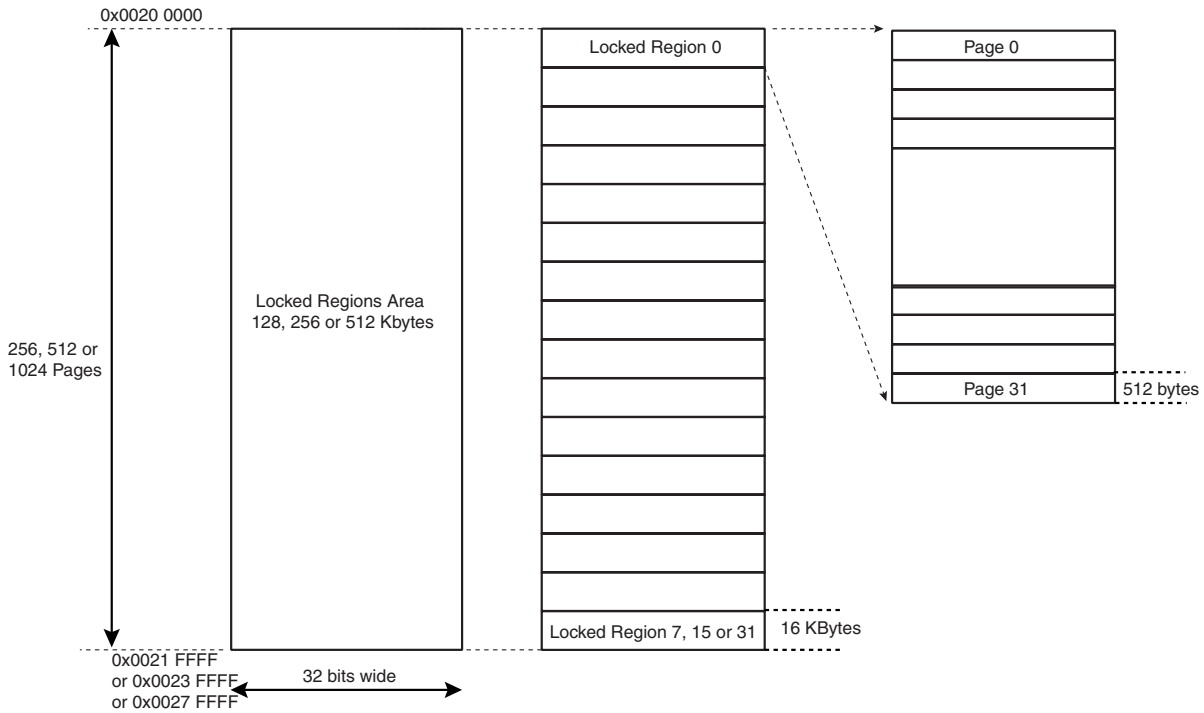 0x0020 0000
Locked Region 0
Page 0
Locked Regions Area
128, 256 or 512 Kbytes
256, 512 or
1024 Pages
Page 31
512 bytes
Locked Region 7, 15 or 31
16 KBytes
0x0021 FFFF
or 0x0023 FFFF
or 0x0027 FFFF
32 bits wide